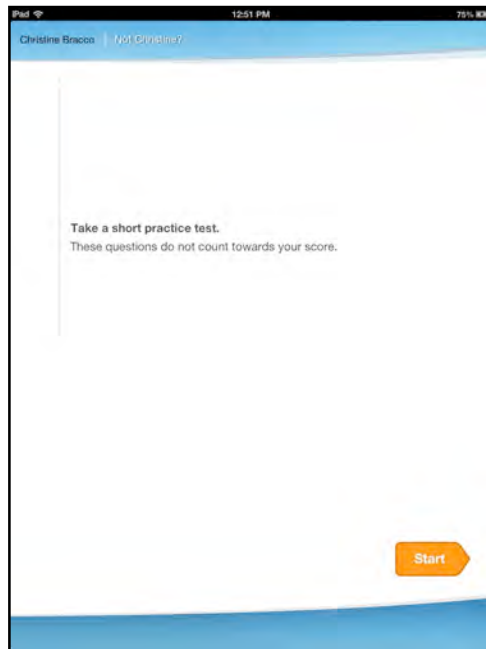 iPad 12:51 PM 75%
Christine Bracco | Not Christine?
Take a short practice test.
These questions do not count towards your score.
Start